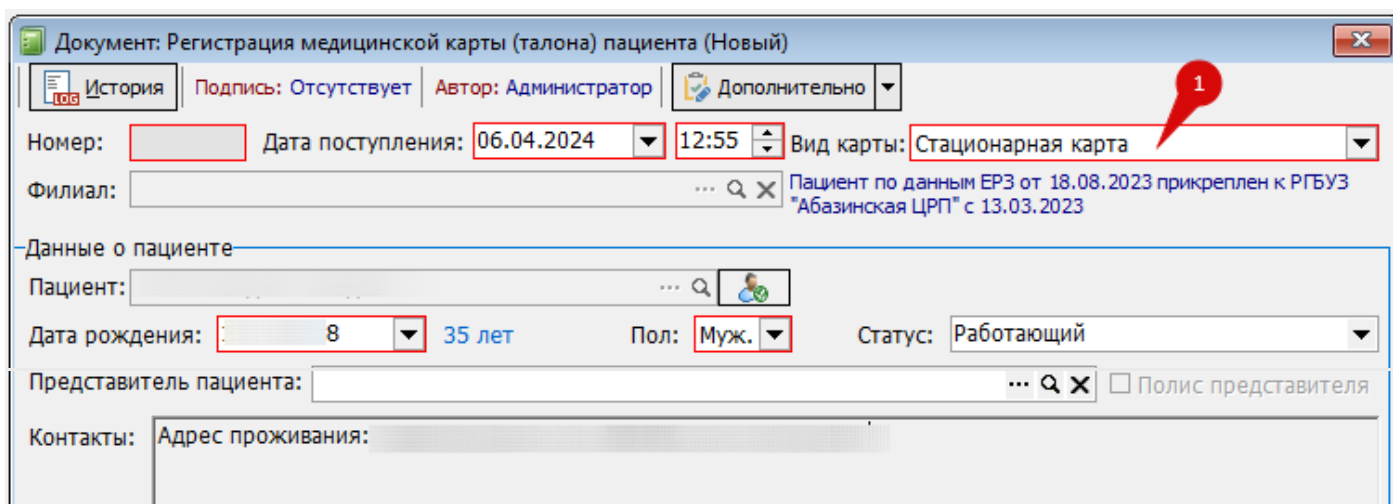 Документ: Регистрация медицинской карты (талона) пациента (Новый)
LOG История Подпись: Отсутствует Автор: Администратор Дополнительно
1
Номер: Дата поступления: 06.04.2024 12:55 Вид карты: Стационарная карта
Филиал: ... Пациент по данным ЕРЗ от 18.08.2023 прикреплен к РГБУЗ
"Абазинская ЦРП" с 13.03.2023
Данные о пациенте
Пациент: ...
Дата рождения: 8 35 лет Пол: Муж. Статус: Работающий
Представитель пациента: ... Полис представителя
Контакты: Адрес проживания: